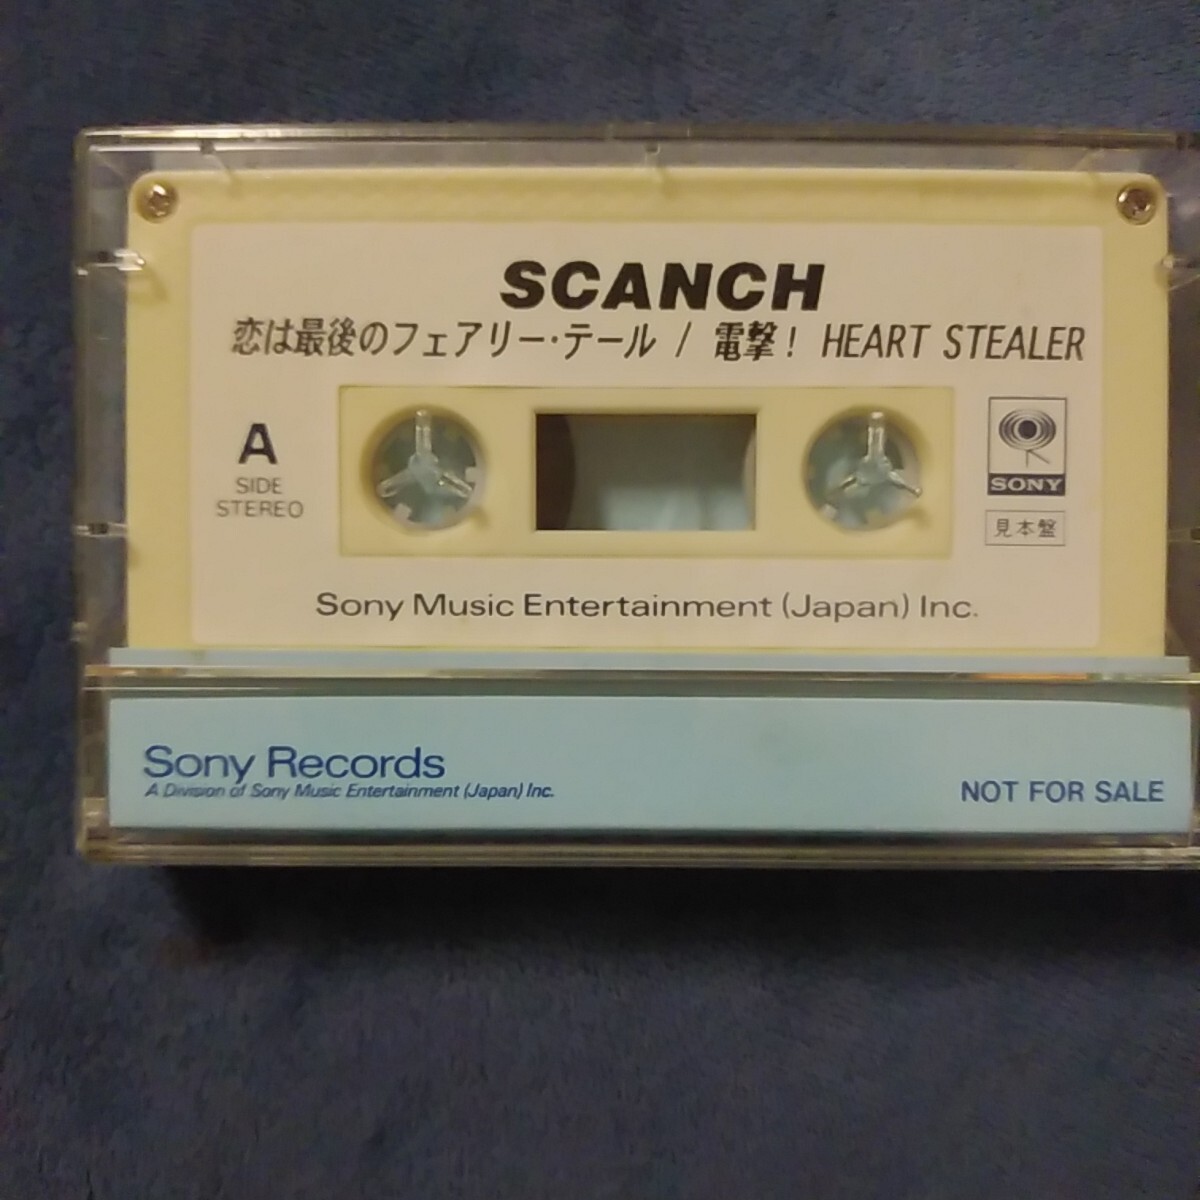 SCANCH
恋は最後のフェアリー・テール / 電撃! HEART STEALER
A
SIDE
STEREO
SONY
見本盤
Sony Music Entertainment (Japan) Inc.
Sony Records
A Division of Sony Music Entertainment (Japan) Inc.
NOT FOR SALE